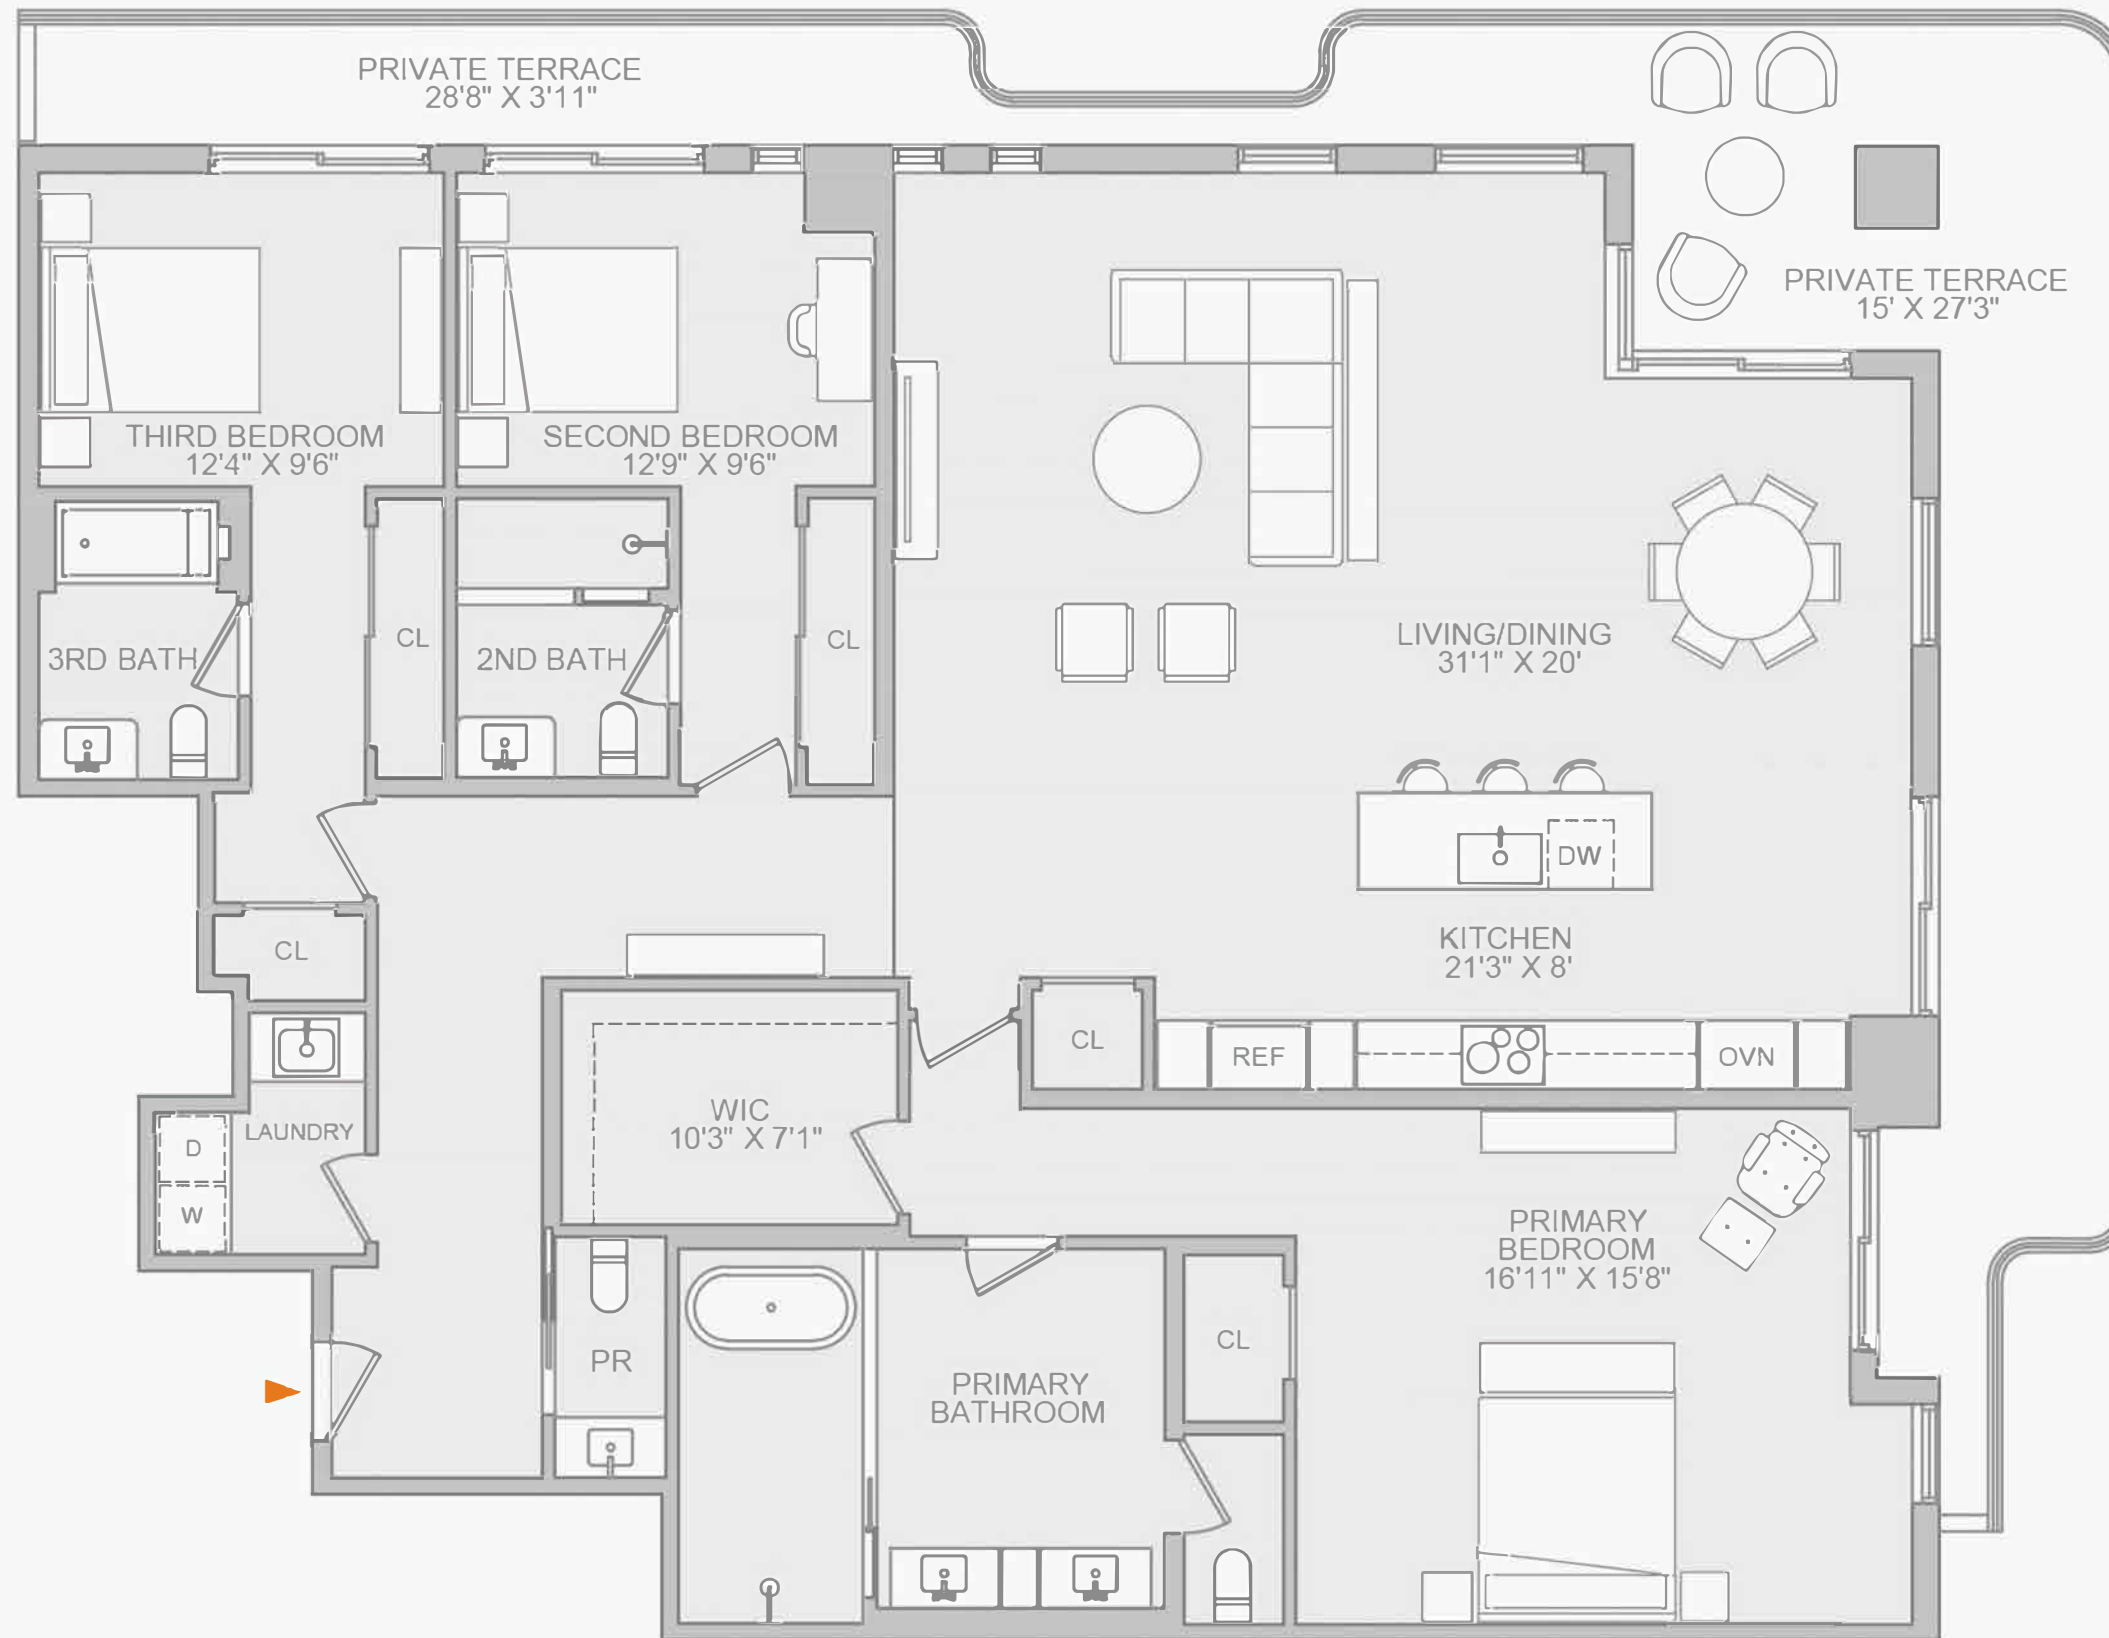 PRIVATE TERRACE
28'8" X 3'11"
PRIVATE TERRACE
15' X 27'3"
THIRD BEDROOM
12'4" X 9'6"
SECOND BEDROOM
12'9" X 9'6"
3RD BATH
CL
2ND BATH
CL
LIVING/DINING
31'1" X 20'
DW
KITCHEN
21'3" X 8'
CL
CL
REF
OVN
WIC
10'3" X 7'1"
LAUNDRY
D
W
PRIMARY
BEDROOM
16'11" X 15'8"
PR
CL
PRIMARY
BATHROOM